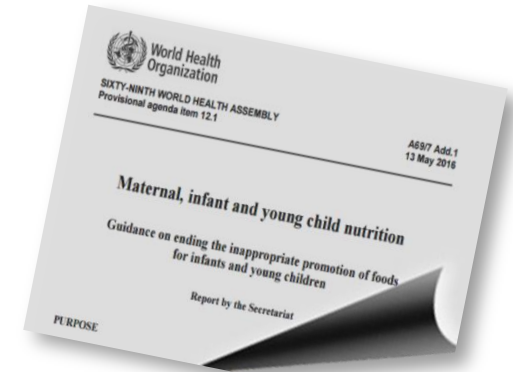 World Health
Organization
SIXTY-NINTH WORLD HEALTH ASSEMBLY
Provisional agenda item 12.1
A69/7 Add.1
13 May 2016
Maternal, infant and young child nutrition
Guidance on ending the inappropriate promotion of foods
for infants and young children
Report by the Secretariat
PURPOSE